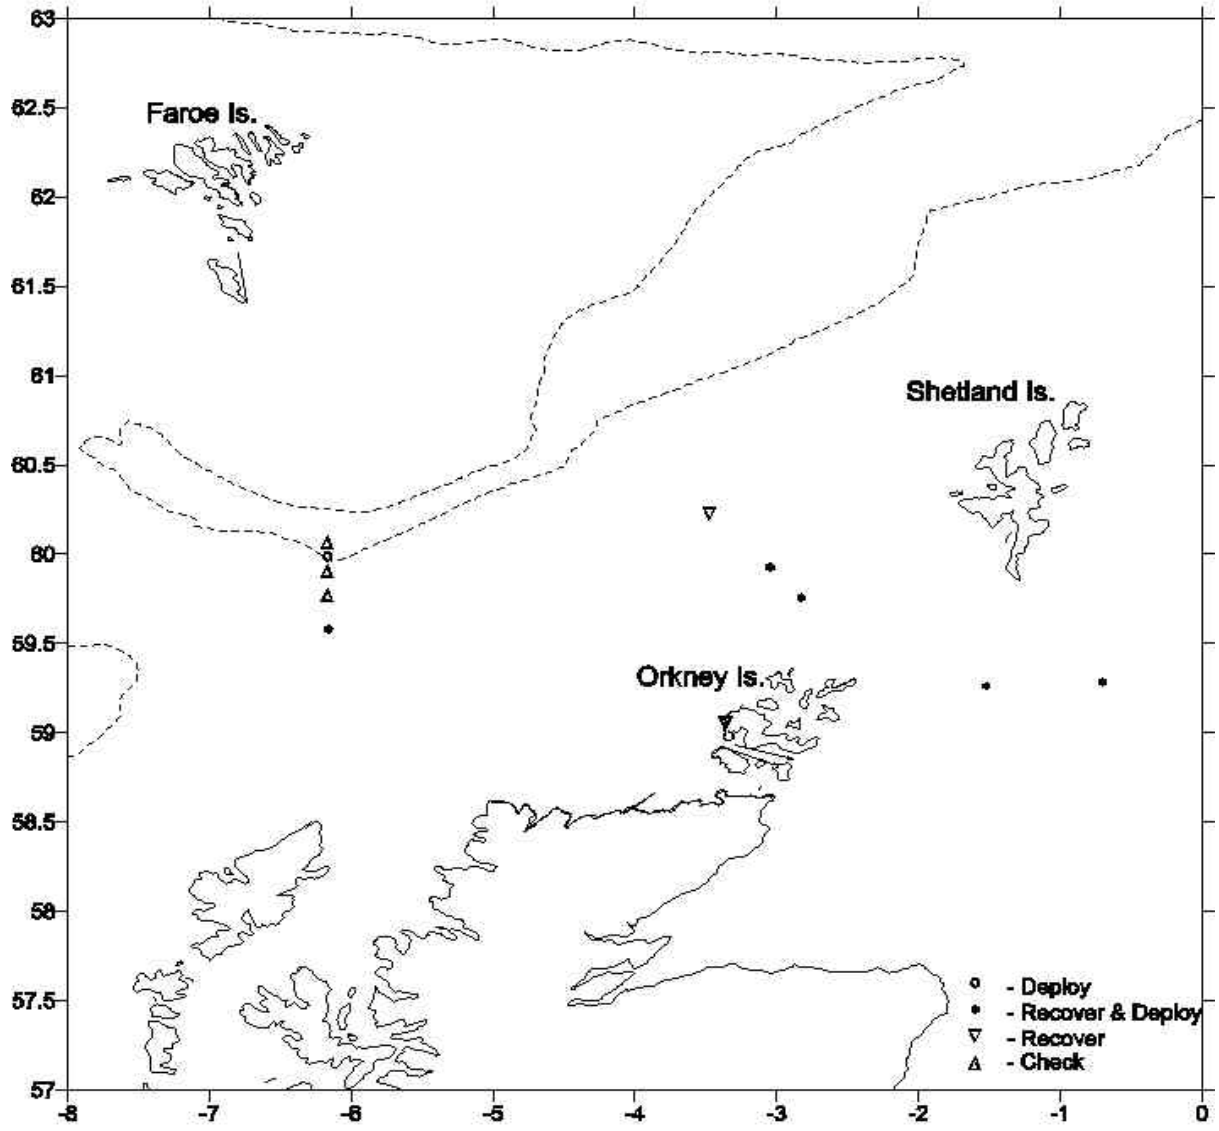 63
62.5
Faroe Is.
62
61.5
61
Shetland Is.
60.5
60
59.5
Orkney Is.
59
58.5
58
57.5
- Deploy
- Recover & Deploy
- Recover
- Check
57
-8 -7 -6 -5 -4 -3 -2 -1 0